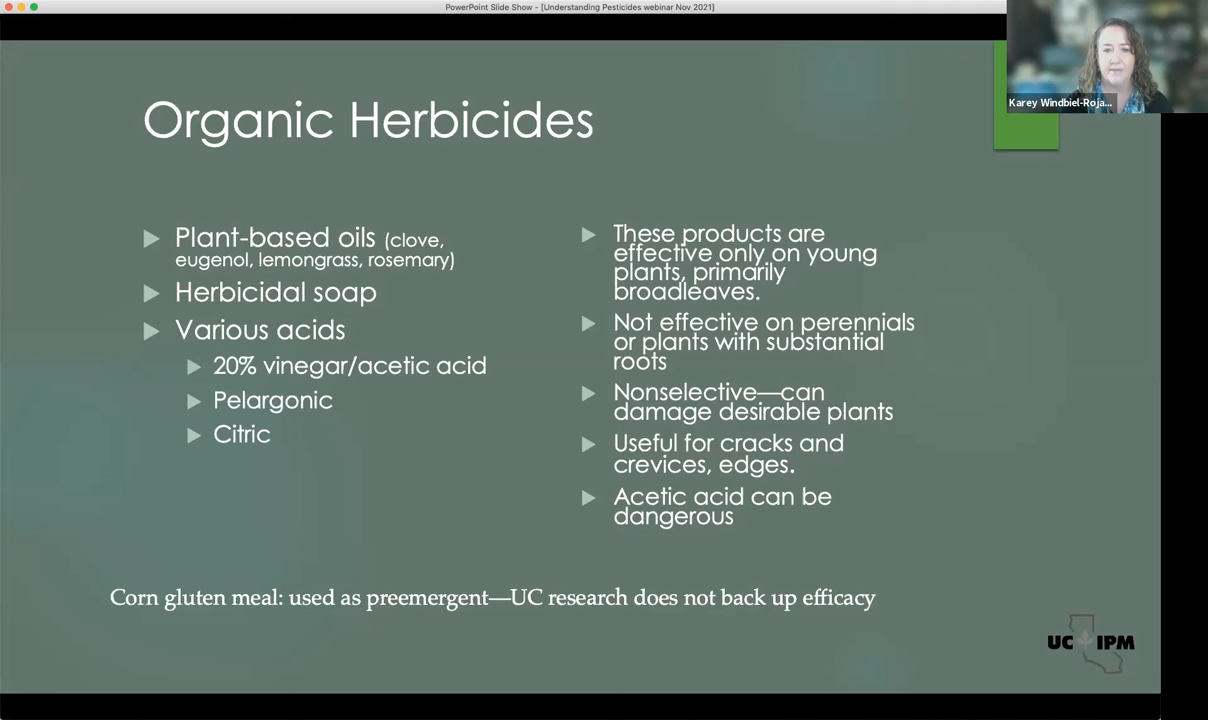 PowerPoint Slide Show - [Understanding Pesticides webinar Nov 2021]
Karey Windbiel-Roja...
Organic Herbicides
Plant-based oils (clove,
eugenol, lemongrass, rosemary)
Herbicidal soap
Various acids
20% vinegar/acetic acid
Pelargonic
Citric
These products are
effective only on young
plants, primarily
broadleaves.
Not effective on perennials
or plants with substantial
roots
Nonselective—can
damage desirable plants
Useful for cracks and
crevices, edges.
Acetic acid can be
dangerous
Corn gluten meal: used as preemergent—UC research does not back up efficacy
UC IPM